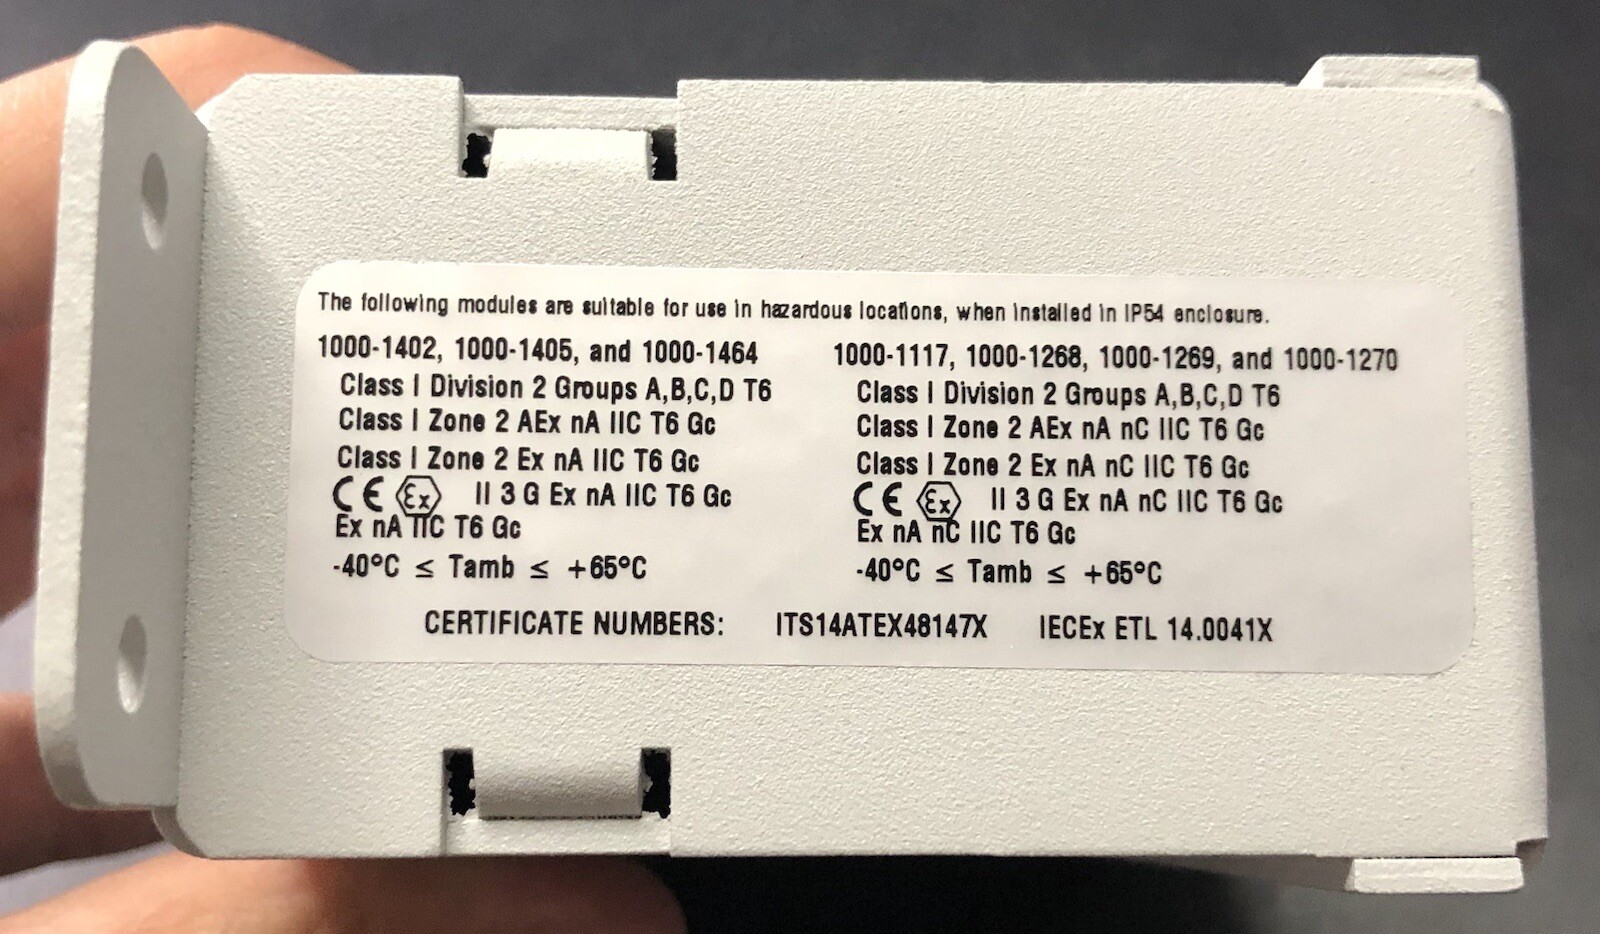 The following modules are suitable for use in hazardous locations, when installed in IP54 enclosure.
1000-1402, 1000-1405, and 1000-1464
Class I Division 2 Groups A,B,C,D T6
Class I Zone 2 AEx nA IIC T6 Gc
Class I Zone 2 Ex nA IIC T6 Gc
CE Ex II 3 G Ex nA IIC T6 Gc
Ex nA IIC T6 Gc
-40°C ≤ Tamb ≤ +65°C
1000-1117, 1000-1268, 1000-1269, and 1000-1270
Class I Division 2 Groups A,B,C,D T6
Class I Zone 2 AEx nA nC IIC T6 Gc
Class I Zone 2 Ex nA nC IIC T6 Gc
CE Ex II 3 G Ex nA nC IIC T6 Gc
Ex nA nC IIC T6 Gc
-40°C ≤ Tamb ≤ +65°C
CERTIFICATE NUMBERS: ITS14ATEX48147X IECEx ETL 14.0041X